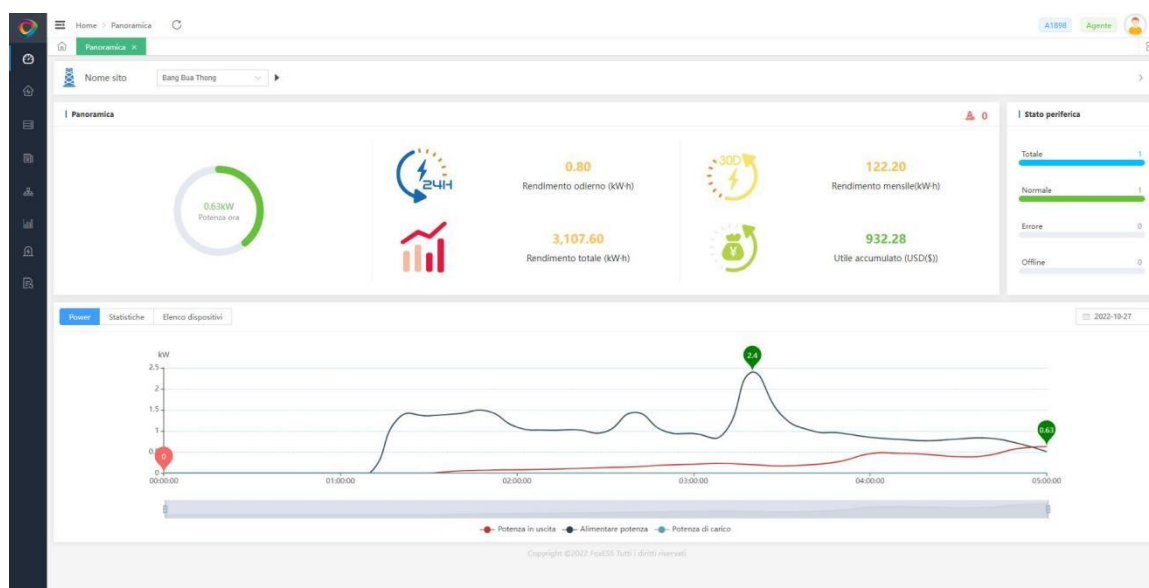 Home > Panoramica
A1898 Agente
Panoramica ×
Nome sito Bang Bua Thong
Panoramica 0
Stato periferica
0.63kW
Potenza ora
24H
0.80
Rendimento odierno (kW·h)
30D
122.20
Rendimento mensile(kW·h)
3,107.60
Rendimento totale (kW·h)
¥
932.28
Utile accumulato (USD($))
Totale 1
Normale 1
Errore 0
Offline 0
Power Statistiche Elenco dispositivi
2022-10-27
kW
2.5
2
1.5
1
0
0
2.4
0.63
00:00:00 01:00:00 02:00:00 03:00:00 04:00:00 05:00:00
Potenza in uscita Alimentare potenza Potenza di carico
Copyright ©2022 FoxESS Tutti i diritti riservati